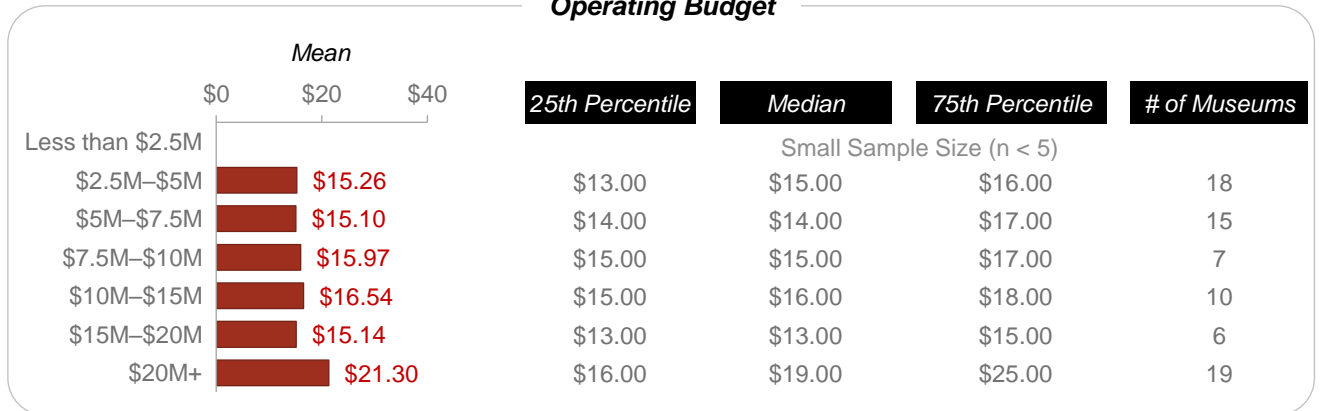 Operating Budget
Mean
$0 $20 $40 25th Percentile Median 75th Percentile # of Museums
Less than $2.5M Small Sample Size (n < 5)
$2.5M–$5M $15.26 $13.00 $15.00 $16.00 18
$5M–$7.5M $15.10 $14.00 $14.00 $17.00 15
$7.5M–$10M $15.97 $15.00 $15.00 $17.00 7
$10M–$15M $16.54 $15.00 $16.00 $18.00 10
$15M–$20M $15.14 $13.00 $13.00 $15.00 6
$20M+ $21.30 $16.00 $19.00 $25.00 19